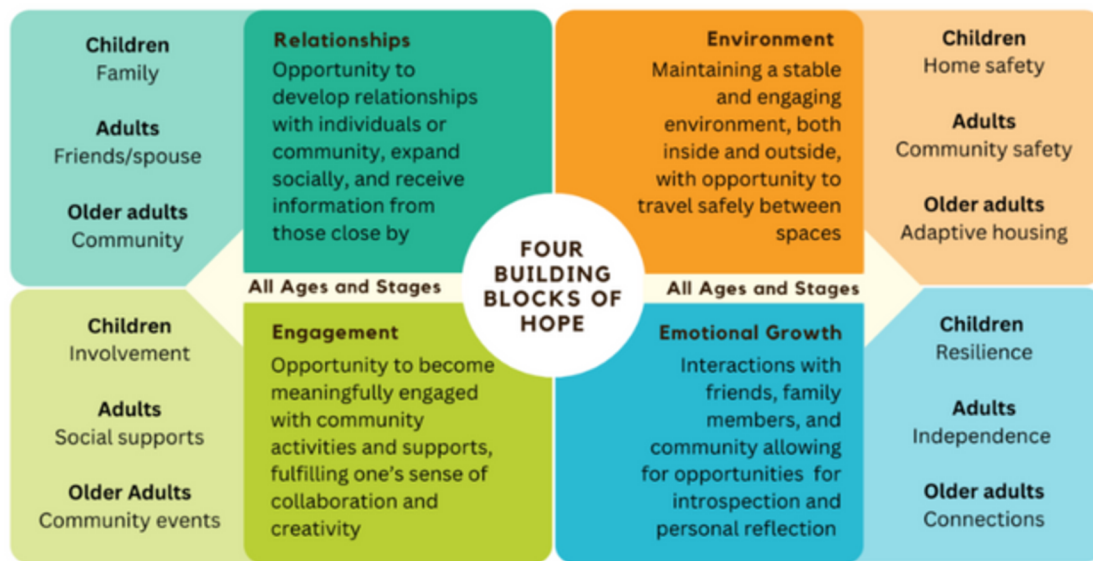 Children
Family
Adults
Friends/spouse
Older adults
Community
Relationships
Opportunity to
develop relationships
with individuals or
community, expand
socially, and receive
information from
those close by
Environment
Maintaining a stable
and engaging
environment, both
inside and outside,
with opportunity to
travel safely between
spaces
Children
Home safety
Adults
Community safety
Older adults
Adaptive housing
FOUR
BUILDING
BLOCKS OF
HOPE
All Ages and Stages
All Ages and Stages
Children
Involvement
Adults
Social supports
Older Adults
Community events
Engagement
Opportunity to become
meaningfully engaged
with community
activities and supports,
fulfilling one's sense of
collaboration and
creativity
Emotional Growth
Interactions with
friends, family
members, and
community allowing
for opportunities for
introspection and
personal reflection
Children
Resilience
Adults
Independence
Older adults
Connections